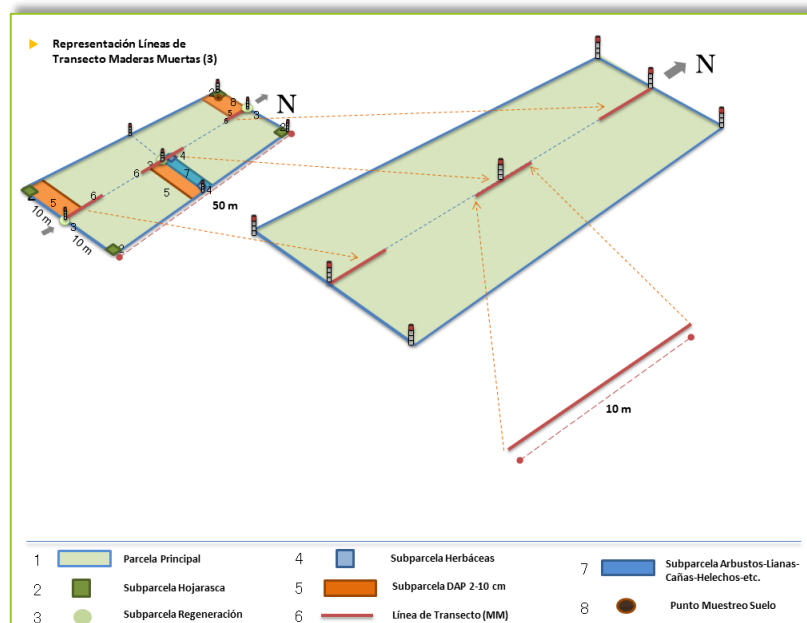 Representación Líneas de
Transecto Maderas Muertas (3)
N
N
2
8
5
6
3
2
3
4
6
7
4
5
6
5
2
10 m
3
10 m
2
50 m
10 m
1 Parcela Principal
2 Subparcela Hojarasca
3 Subparcela Regeneración
4 Subparcela Herbáceas
5 Subparcela DAP 2-10 cm
6 Línea de Transecto (MM)
7 Subparcela Arbustos-Lianas-
Cañas-Helechos-etc.
8 Punto Muestreo Suelo